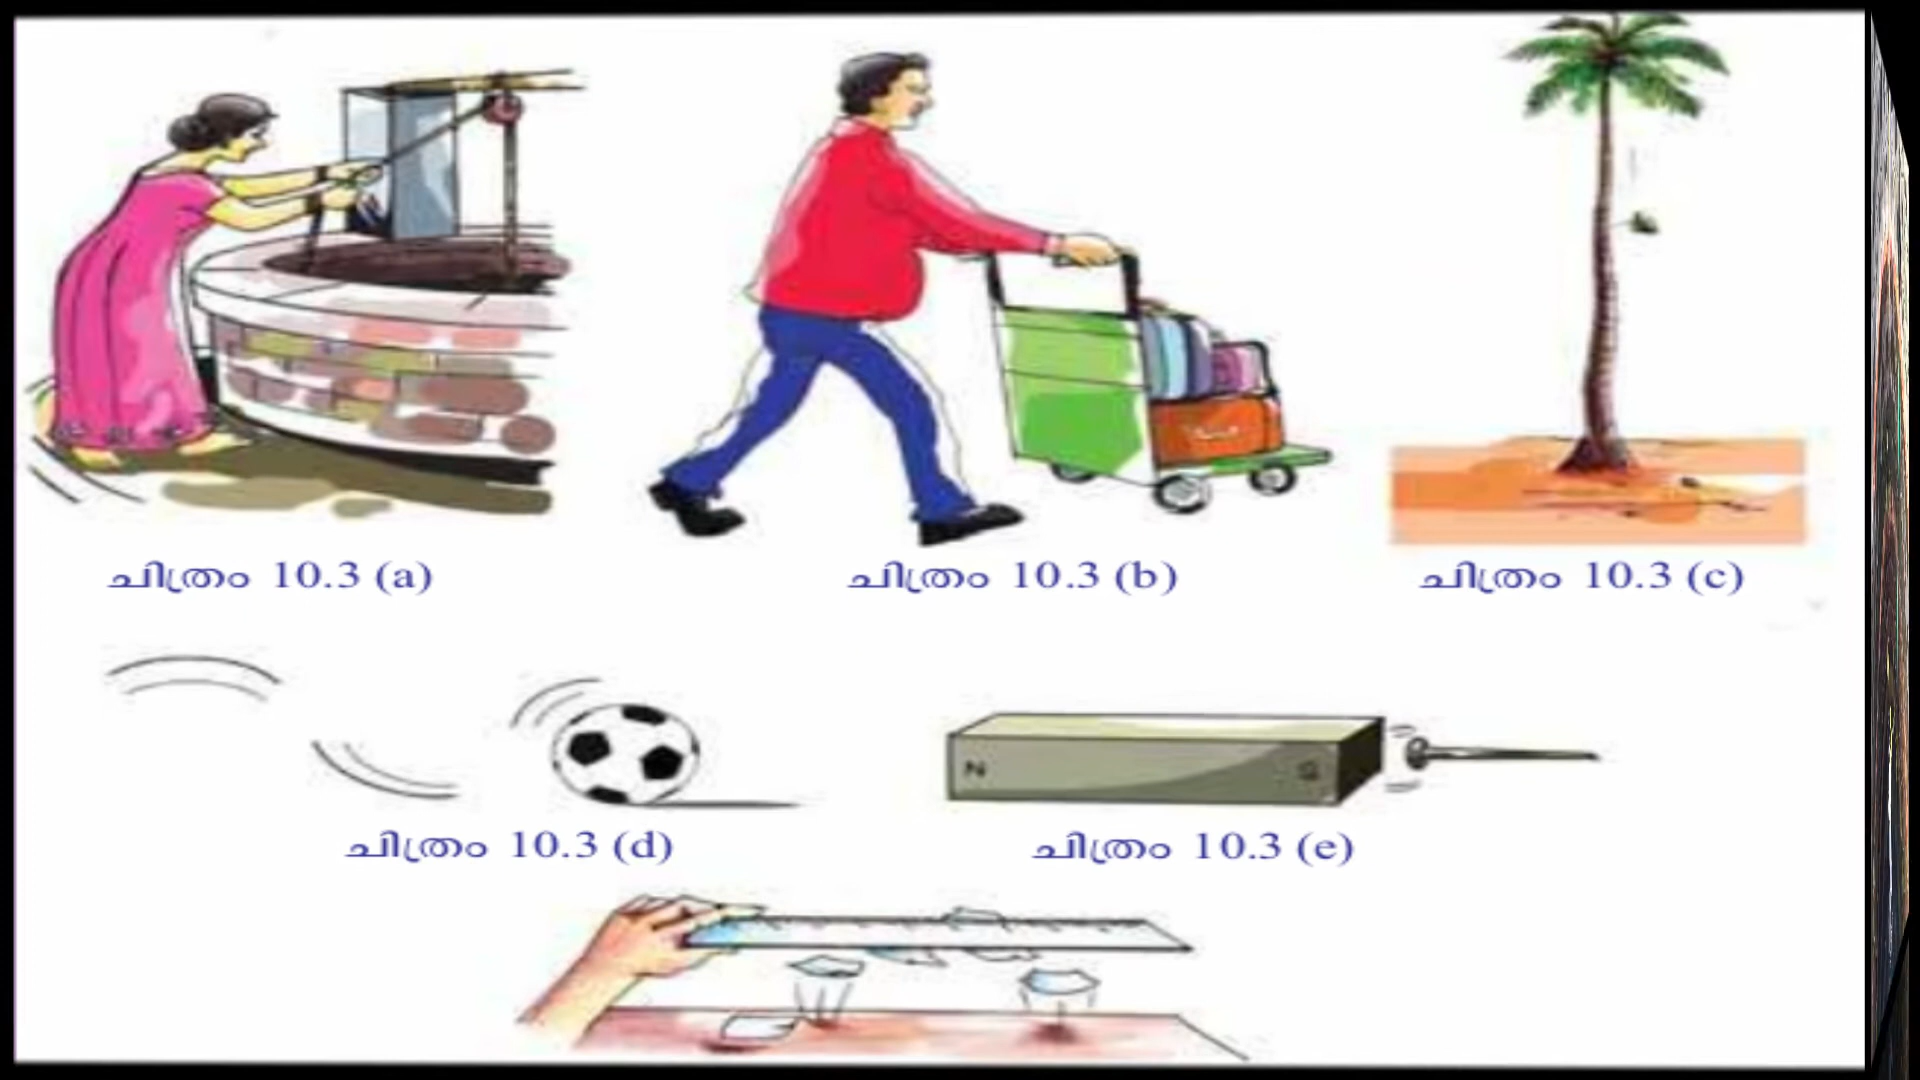 ചിത്രം 10.3 (a)
ചിത്രം 10.3 (b)
ചിത്രം 10.3 (c)
N
S
ചിത്രം 10.3 (d)
ചിത്രം 10.3 (e)